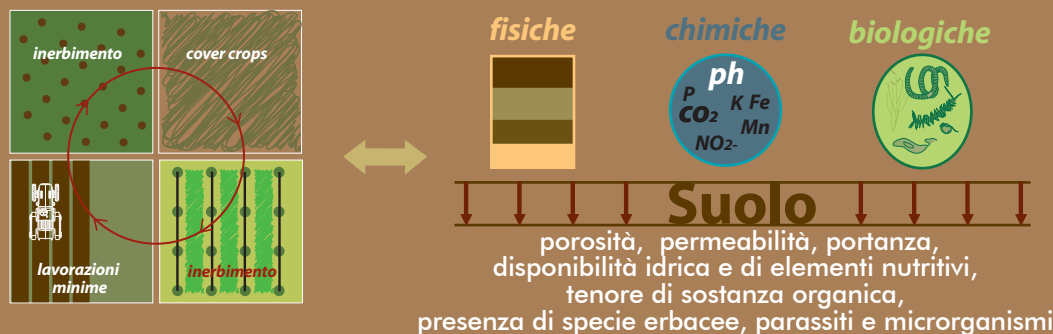 inerbimento
cover crops
lavorazioni
minime
inerbimento
fisiche
chimiche
biologiche
ph
P
K Fe
CO2
Mn
NO2-
Suolo
porosità, permeabilità, portanza,
disponibilità idrica e di elementi nutritivi,
tenore di sostanza organica,
presenza di specie erbacee, parassiti e microrganismi